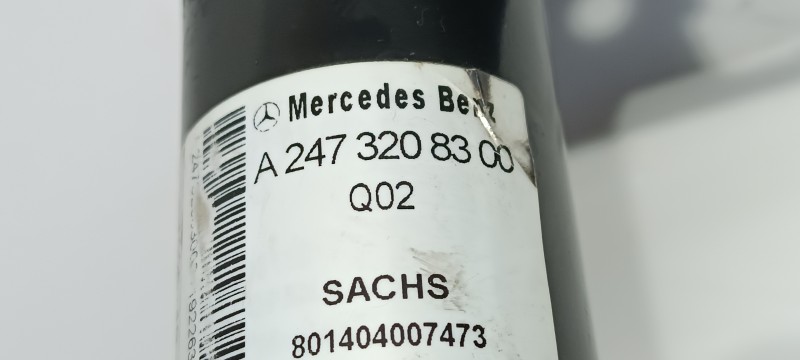 Mercedes Benz
A 247 320 83 00
Q02
SACHS
801404007473